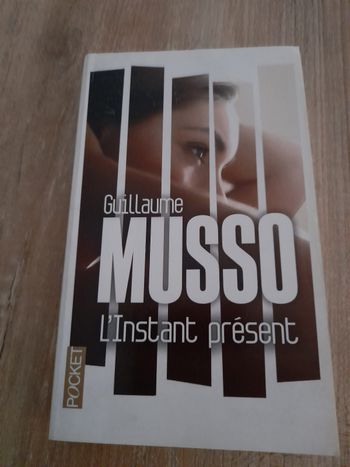 Guillaume
MUSSO
L'Instant présent
POCKET